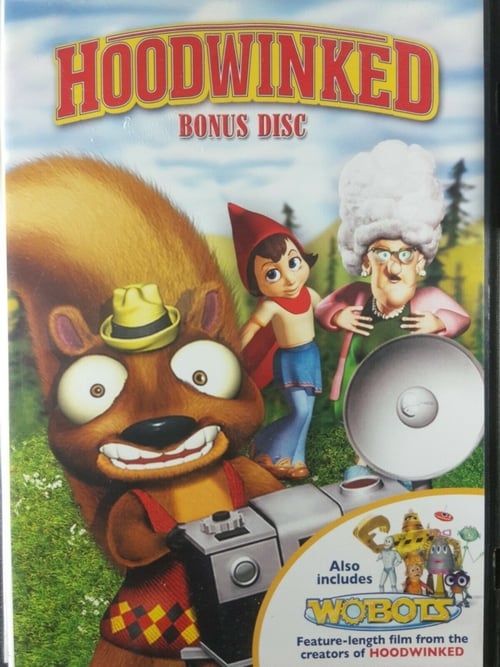 HOODWINKED
BONUS DISC
Also
includes
WOBOTS
Feature-length film from the
creators of HOODWINKED